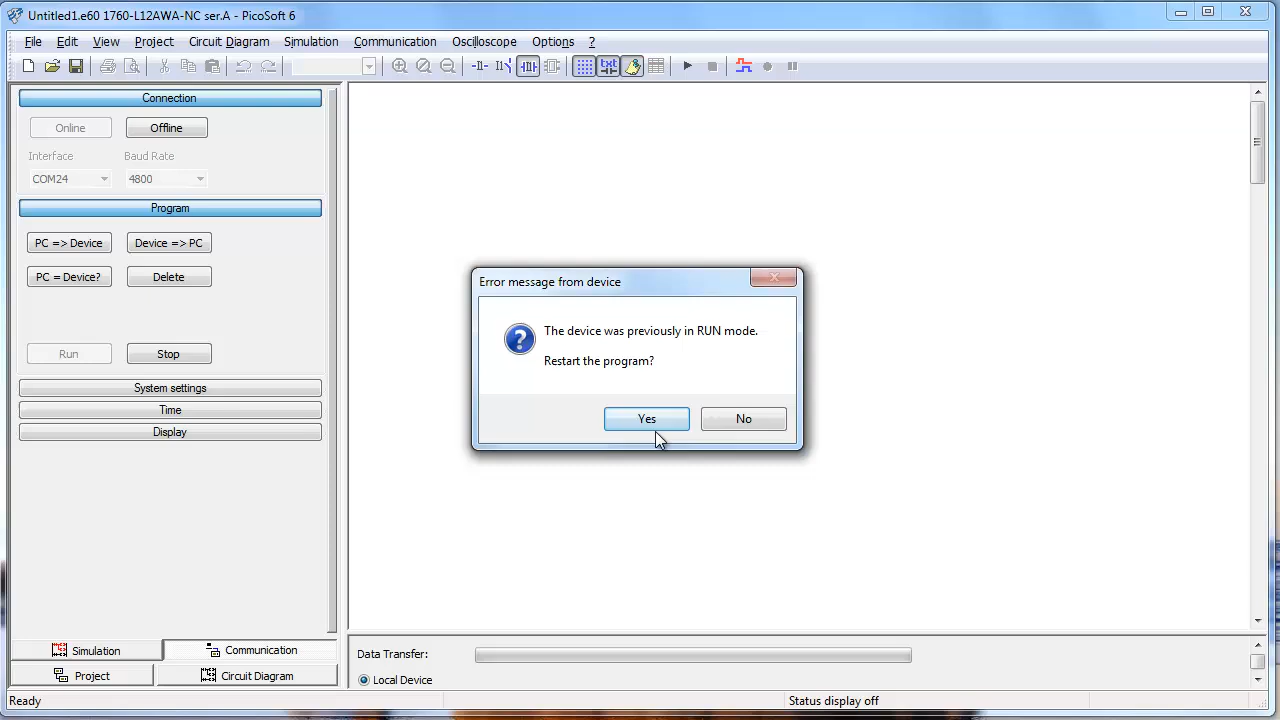 Untitled1.e60 1760-L12AWA-NC ser.A - PicoSoft 6
File Edit View Project Circuit Diagram Simulation Communication Oscilloscope Options ?
Connection
Online Offline
Interface Baud Rate
COM24 4800
Program
PC => Device Device => PC
PC = Device? Delete
Run Stop
System settings
Time
Display
Error message from device
The device was previously in RUN mode.
Restart the program?
Yes No
Simulation Communication
Project Circuit Diagram
Data Transfer:
Local Device
Ready Status display off